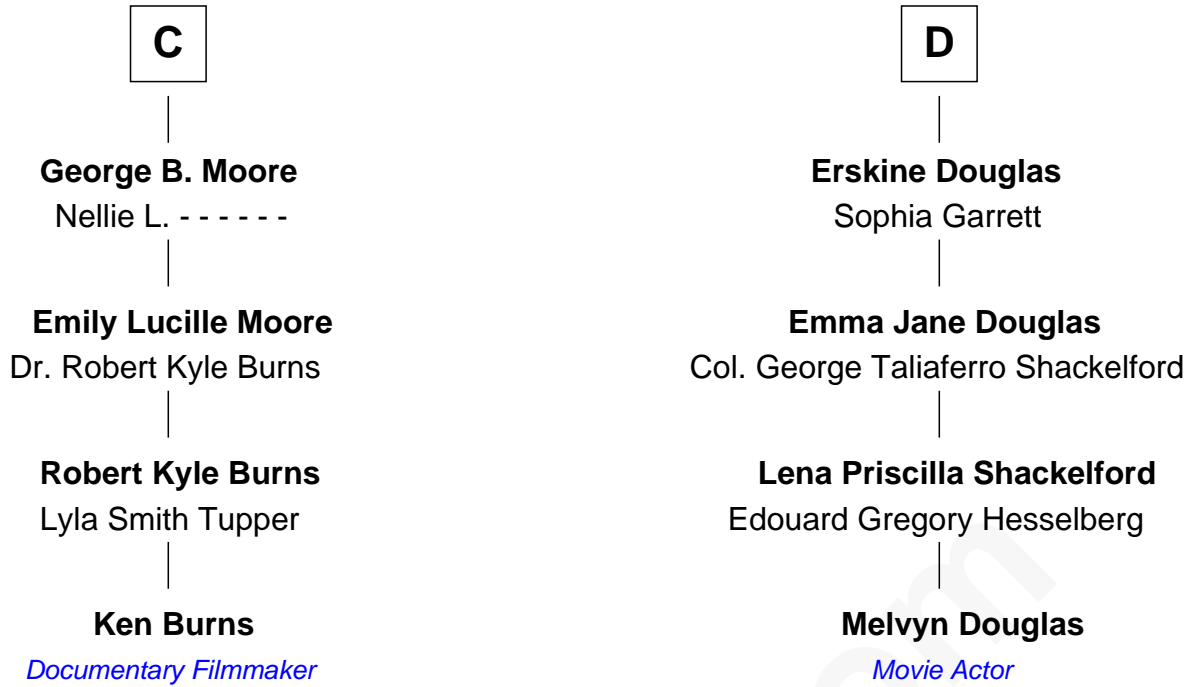 C
George B. Moore
Nellie L. - - - - - -
Emily Lucille Moore
Dr. Robert Kyle Burns
Robert Kyle Burns
Lyla Smith Tupper
Ken Burns
Documentary Filmmaker
D
Erskine Douglas
Sophia Garrett
Emma Jane Douglas
Col. George Taliaferro Shackelford
Lena Priscilla Shackelford
Edouard Gregory Hesselberg
Melvyn Douglas
Movie Actor